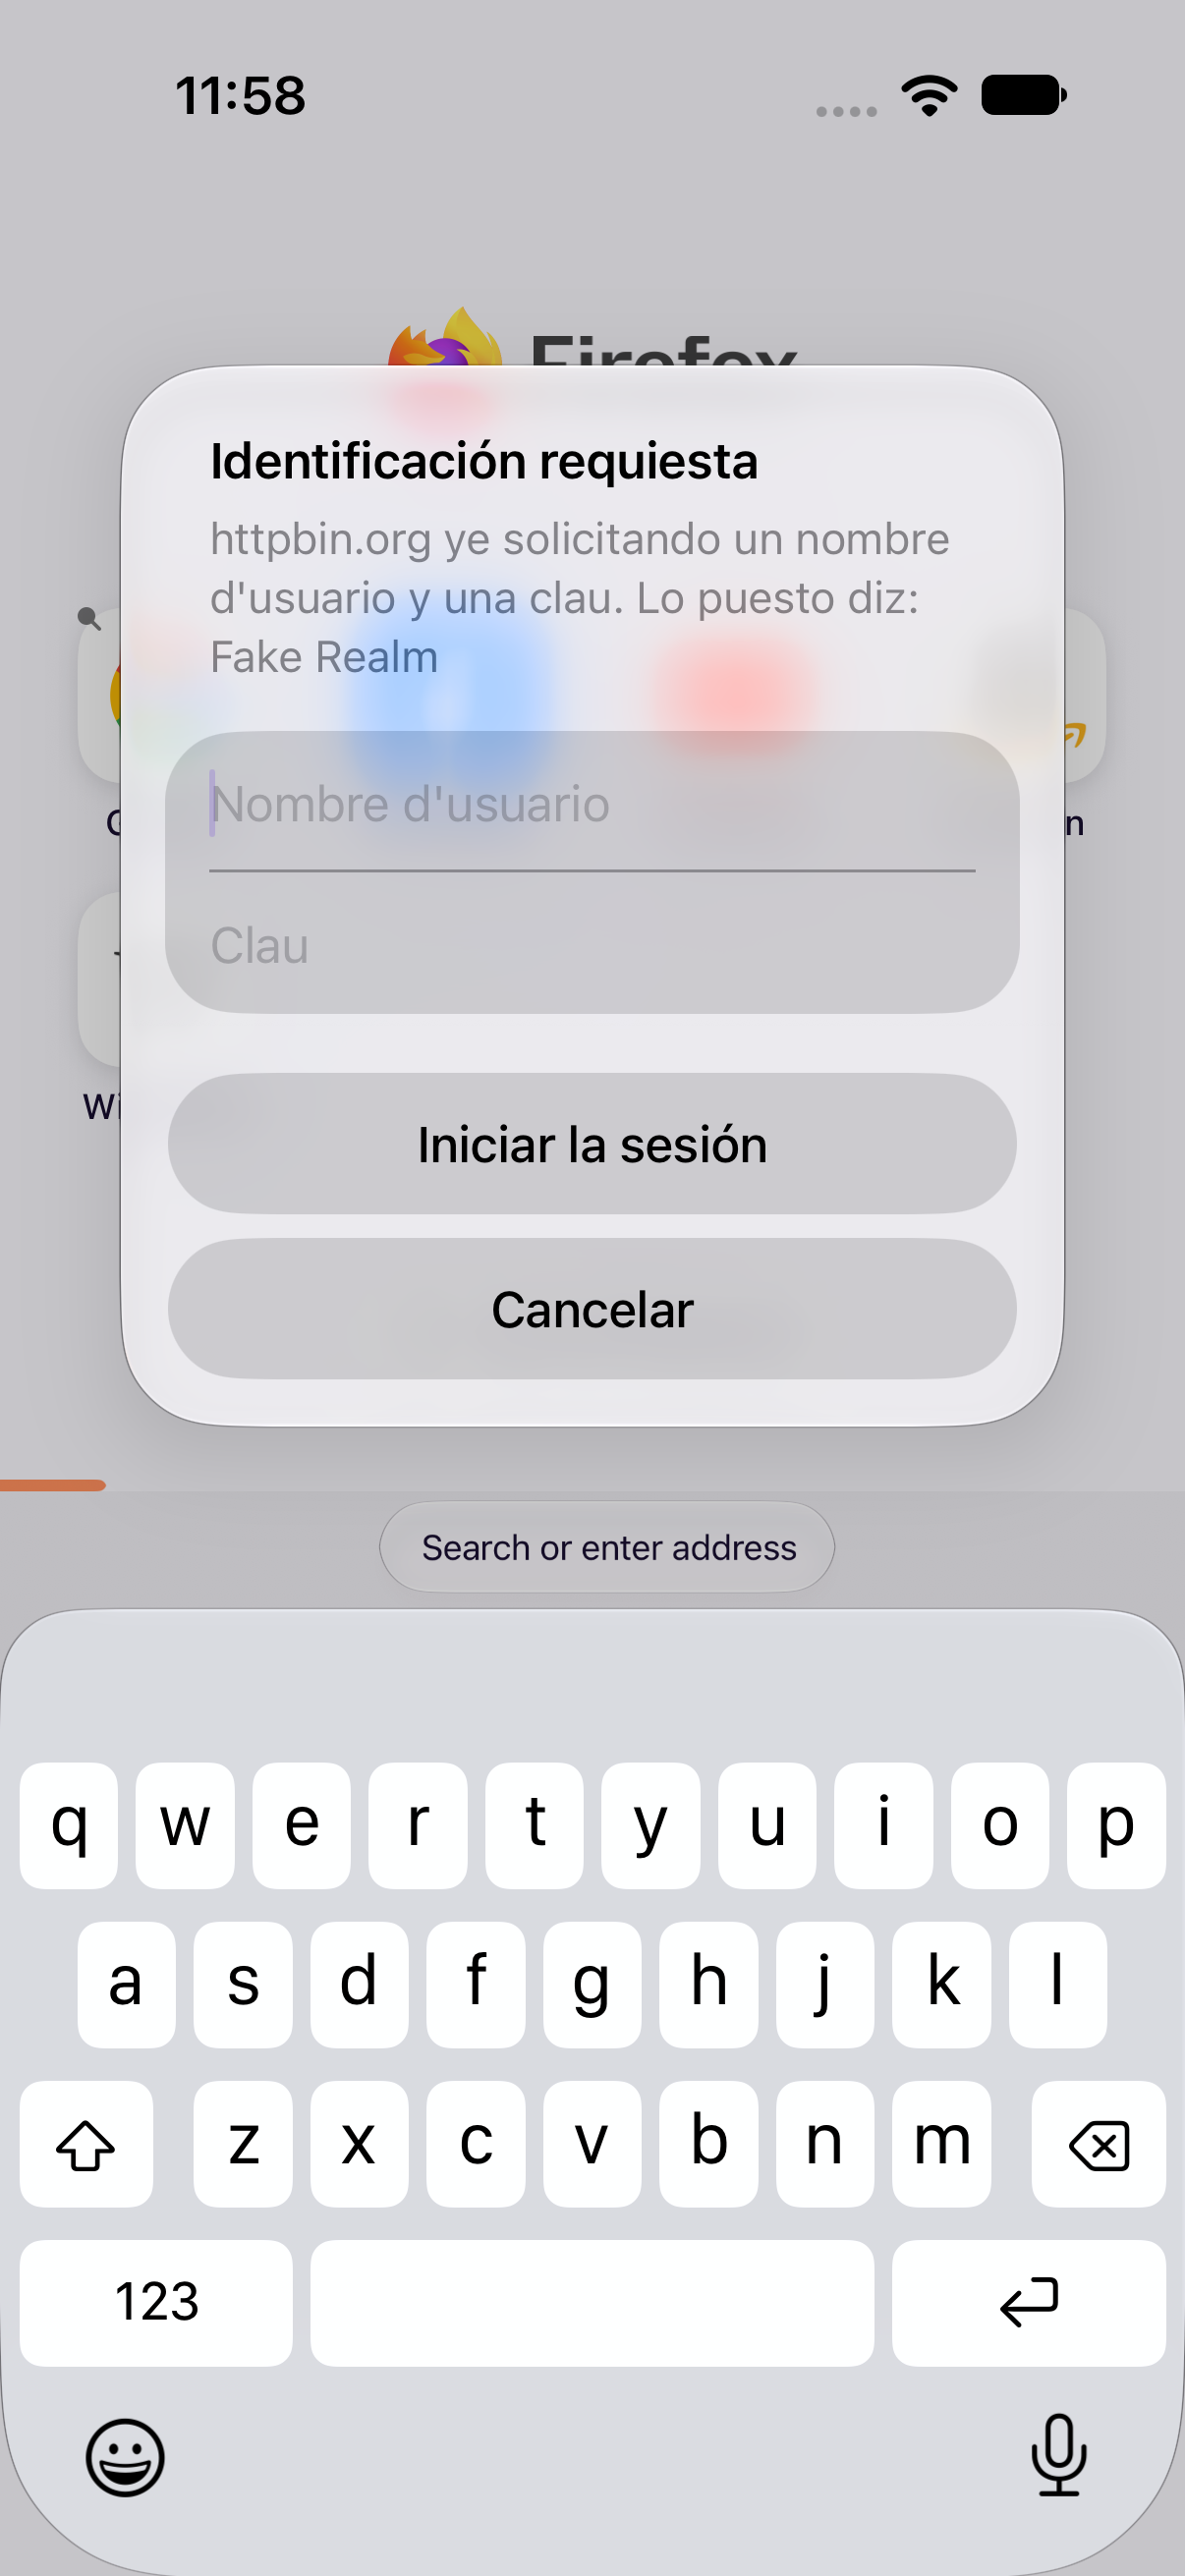 11:58
Firefox
Identificación requiesta
httpbin.org ye solicitando un nombre
d'usuario y una clau. Lo puesto diz:
Fake Realm
Nombre d'usuario
Clau
Iniciar la sesión
Cancelar
Search or enter address
q w e r t y u i o p
a s d f g h j k l
z x c v b n m
123